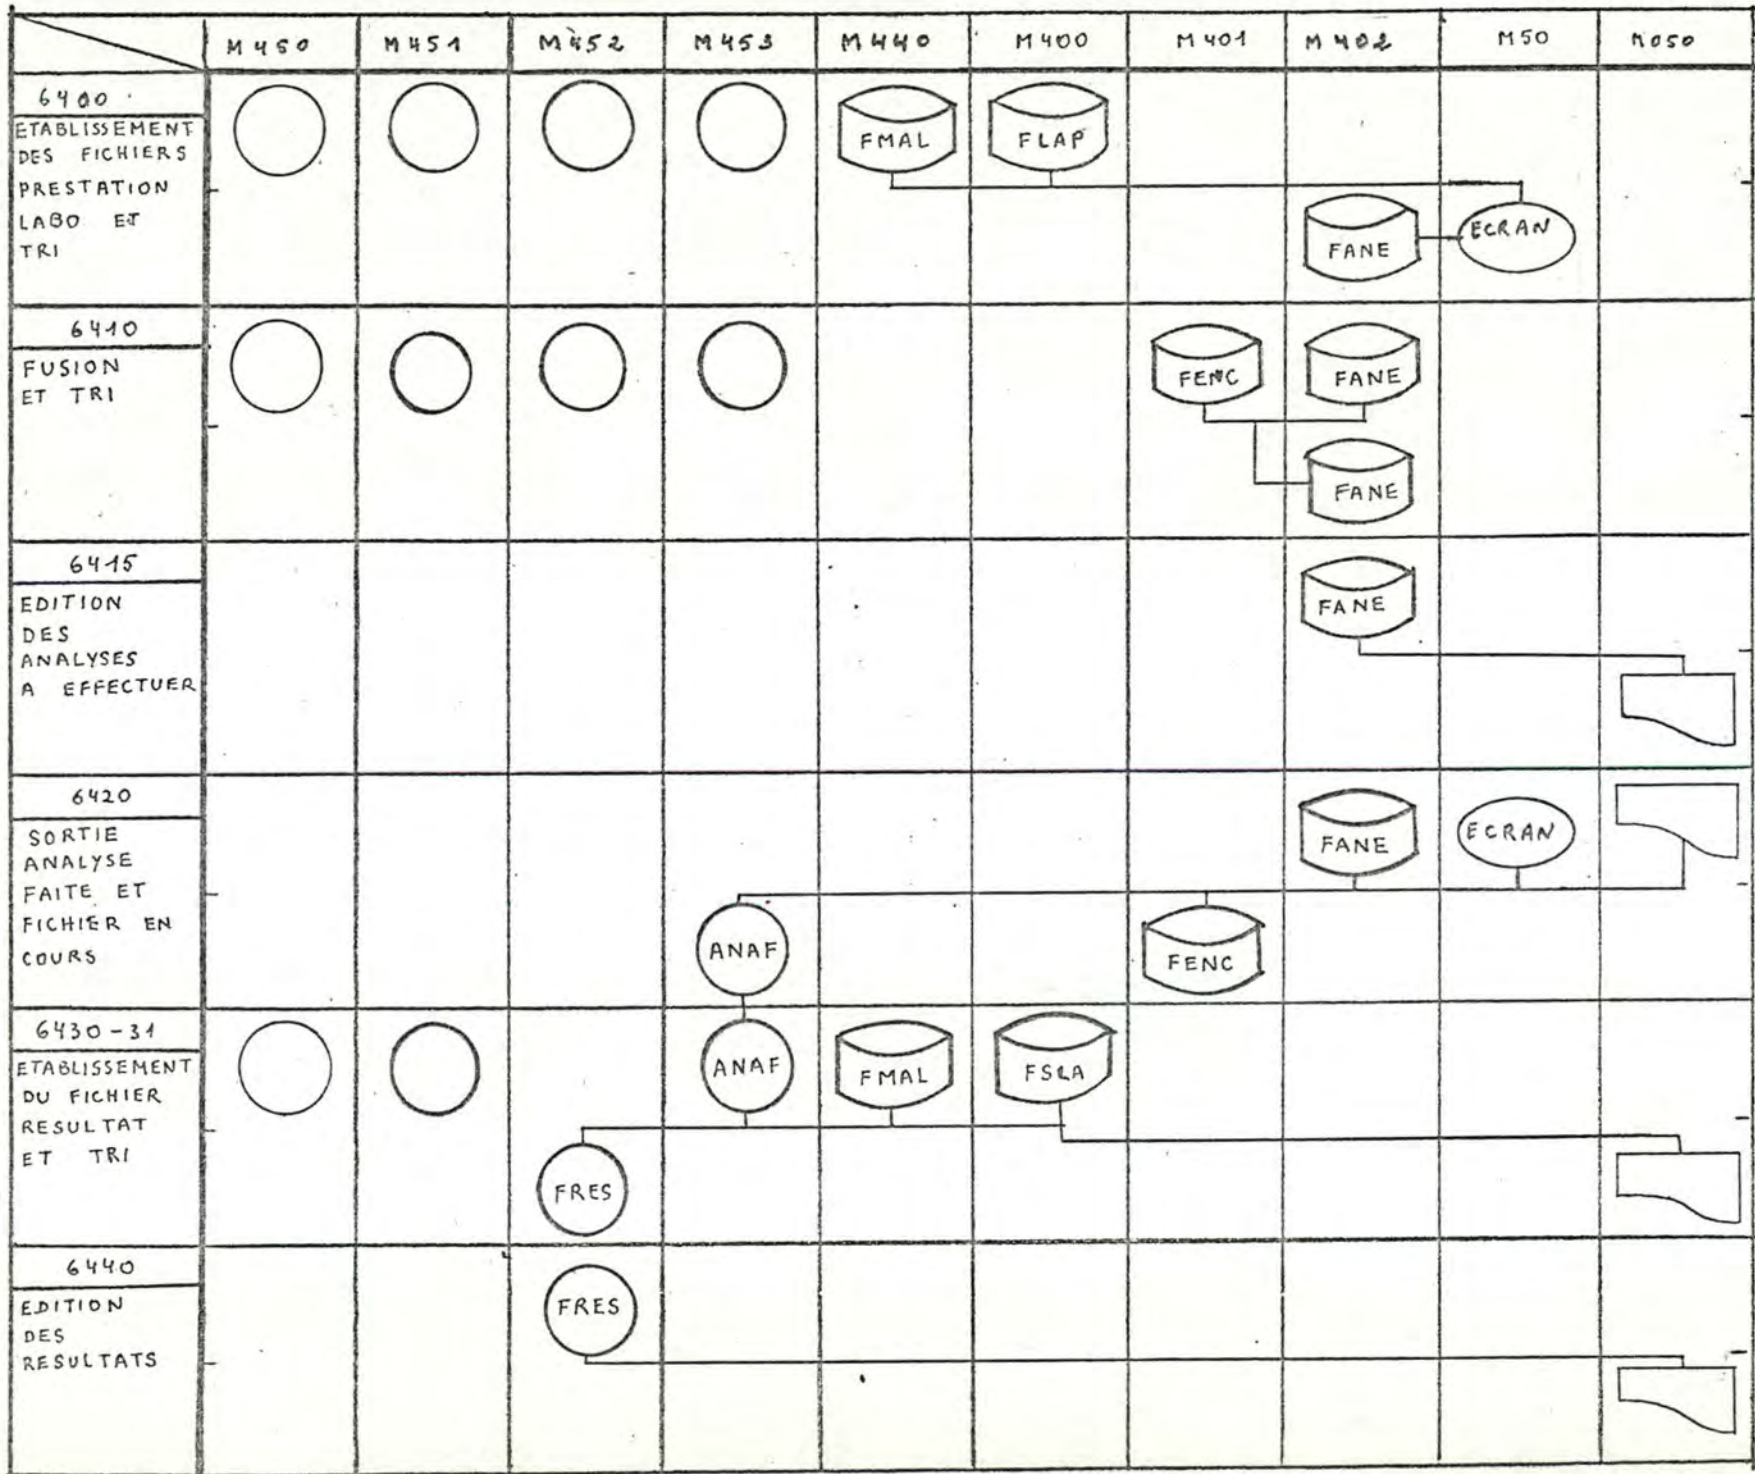 M450 M451 M452 M453 M440 M400 M401 M402 M50 M050
6400
ETABLISSEMENT
DES FICHIERS
PRESTATION
LABO ET
TRI
FMAL FLAP
FANE ECRAN
6410
FUSION
ET TRI
FENC FANE
FANE
6415
EDITION
DES
ANALYSES
A EFFECTUER
FANE
6420
SORTIE
ANALYSE
FAITE ET
FICHIER EN
COURS
FANE ECRAN
ANAF FENC
6430-31
ETABLISSEMENT
DU FICHIER
RESULTAT
ET TRI
ANAF FMAL FSLA
FRES
6440
EDITION
DES
RESULTATS
FRES